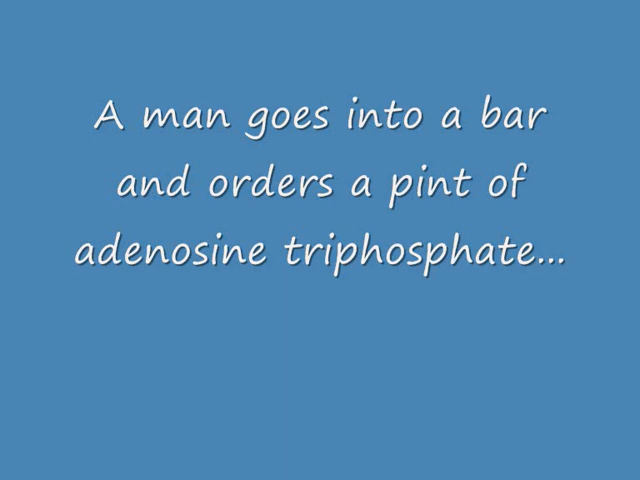 A man goes into a bar
and orders a pint of
adenosine triphosphate...